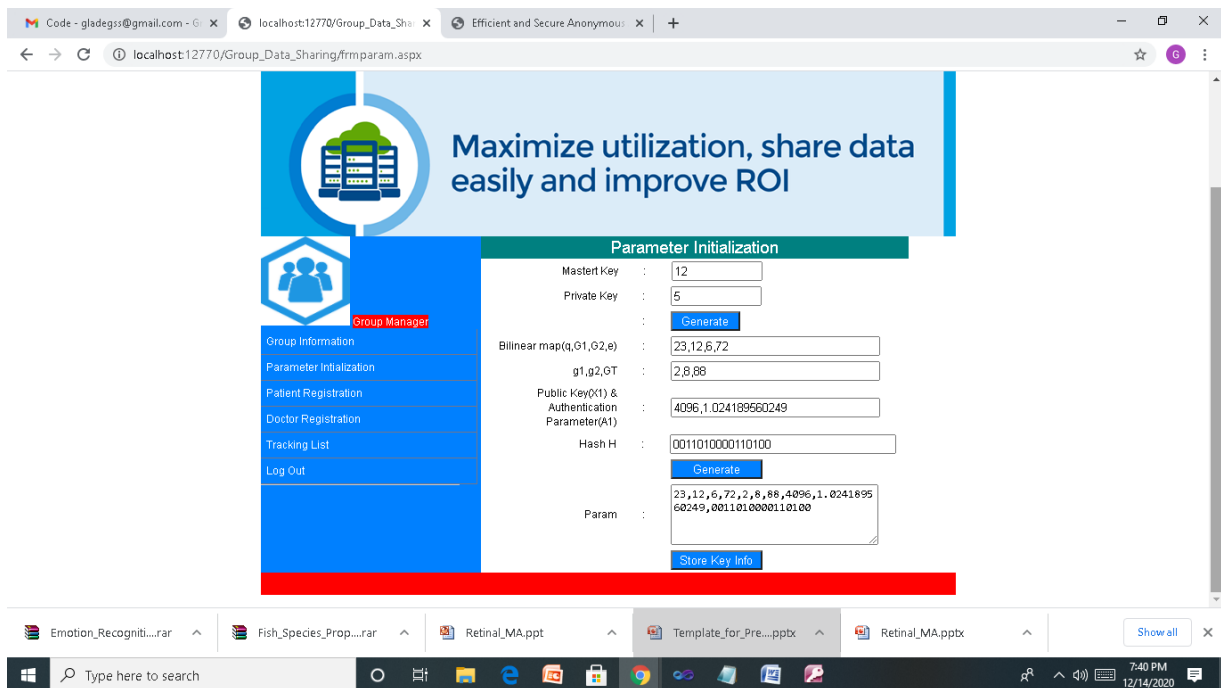 Code - gladegss@gmail.com - G
localhost:12770/Group_Data_Sha
Efficient and Secure Anonymous
localhost:12770/Group_Data_Sharing/frmparam.aspx
G
Maximize utilization, share data
easily and improve ROI
Group Manager
Group Information
Parameter Intialization
Patient Registration
Doctor Registration
Tracking List
Log Out
Parameter Initialization
Mastert Key : 12
Private Key : 5
: Generate
Bilinear map(q,G1,G2,e) : 23,12,6,72
g1,g2,GT : 2,8,88
Public Key(X1) &
Authentication : 4096,1.024189560249
Parameter(A1)
Hash H : 0011010000110100
Generate
Param : 23,12,6,72,2,8,88,4096,1.0241895
60249,0011010000110100
Store Key Info
Emotion_Recogniti....rar
Fish_Species_Prop....rar
Retinal_MA.ppt
Template_for_Pre....pptx
Retinal_MA.pptx
Show all
Type here to search
7:40 PM
12/14/2020